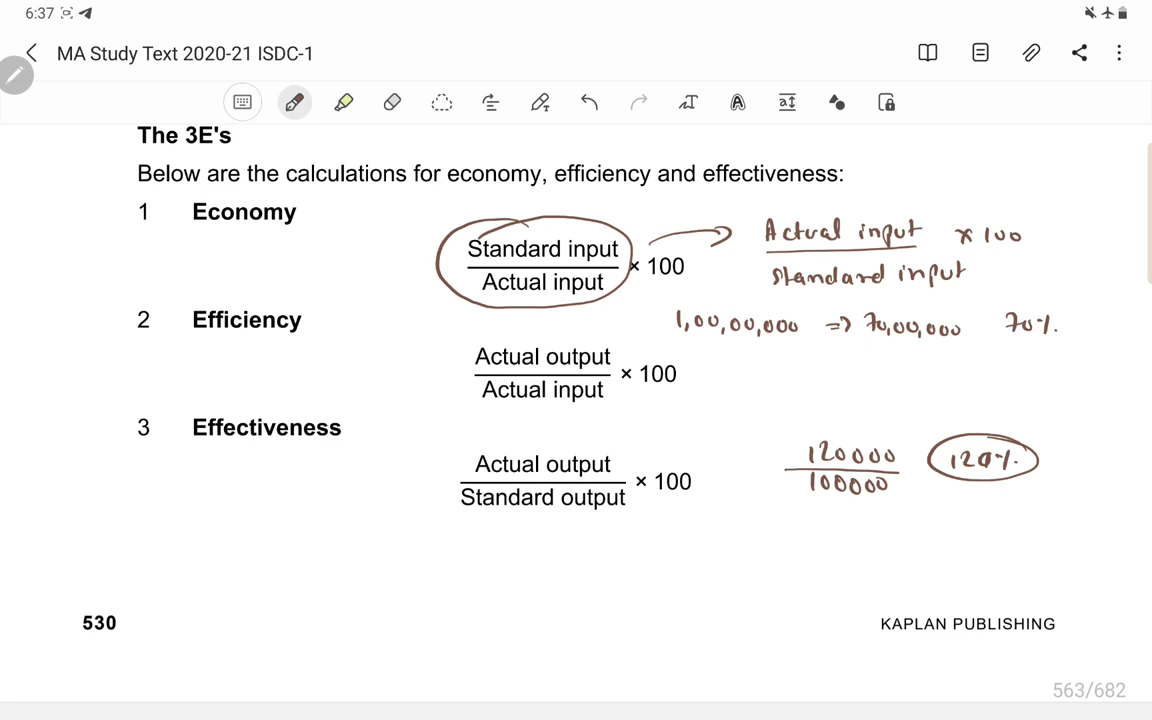 6:37
MA Study Text 2020-21 ISDC-1
The 3E's
Below are the calculations for economy, efficiency and effectiveness:
1 Economy
Standard input
Actual input
× 100
Actual input × 100
Standard input
2 Efficiency
1,00,00,000 => 70,00,000 70%.
Actual output
Actual input
× 100
3 Effectiveness
Actual output
Standard output
× 100
120000
100000
120%.
530
KAPLAN PUBLISHING
563/682